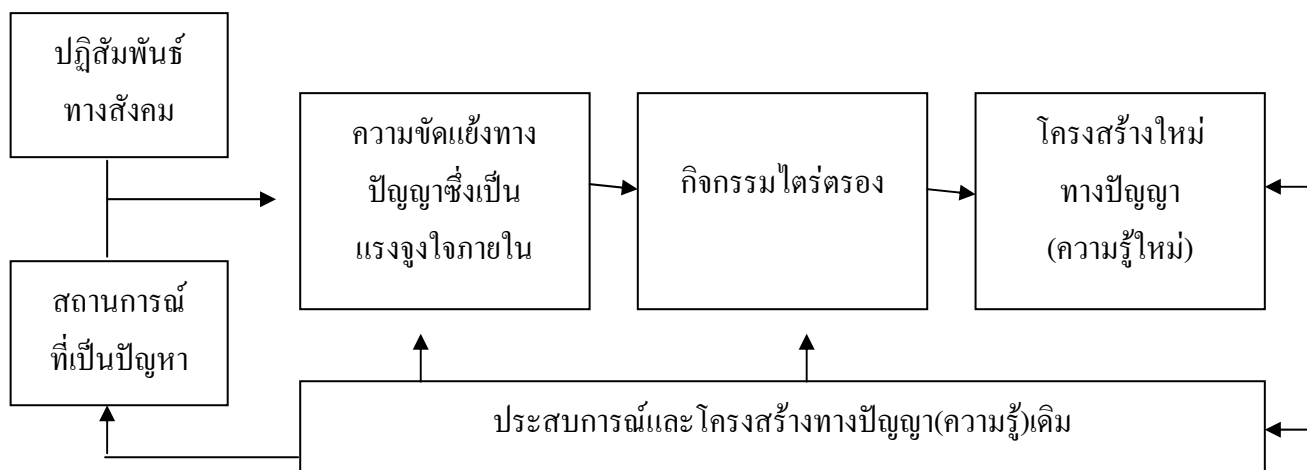 ปฏิสัมพันธ์
ทางสังคม
ความขัดแย้งทาง
ปัญญาซึ่งเป็น
แรงจูงใจภายใน
กิจกรรมไตร่ตรอง
โครงสร้างใหม่
ทางปัญญา
(ความรู้ใหม่)
สถานการณ์
ที่เป็นปัญหา
ประสบการณ์และโครงสร้างทางปัญญา(ความรู้)เดิม